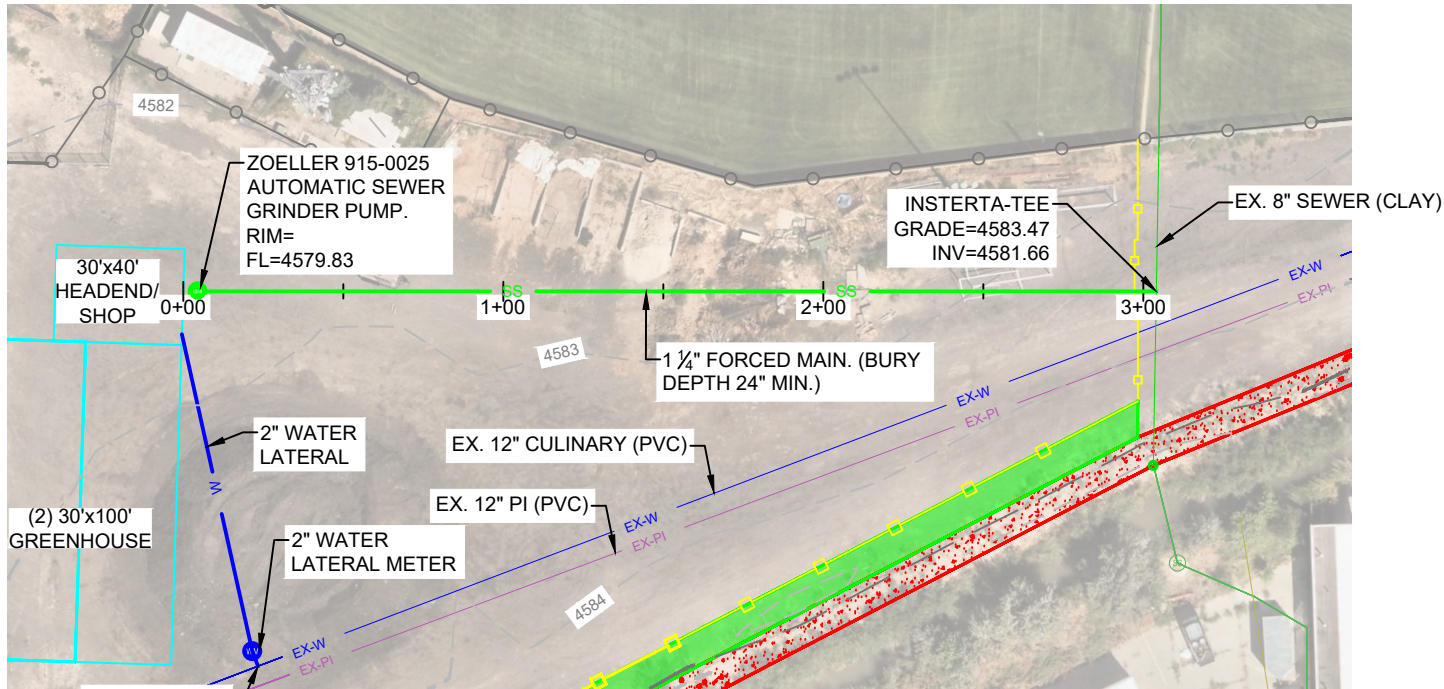 4582
ZOELLER 915-0025
AUTOMATIC SEWER
GRINDER PUMP.
RIM=
FL=4579.83
INSTERTA-TEE
GRADE=4583.47
INV=4581.66
EX. 8" SEWER (CLAY)
30'x40'
HEADEND/
SHOP
0+00
SS
1+00
2+00
SS
3+00
EX-W
EX-PI
4583
1 ¼" FORCED MAIN. (BURY
DEPTH 24" MIN.)
EX-W
EX-PI
2" WATER
LATERAL
EX. 12" CULINARY (PVC)
W
EX. 12" PI (PVC)
EX-W
EX-PI
(2) 30'x100'
GREENHOUSE
2" WATER
LATERAL METER
4584
SS
EX-W
EX-PI